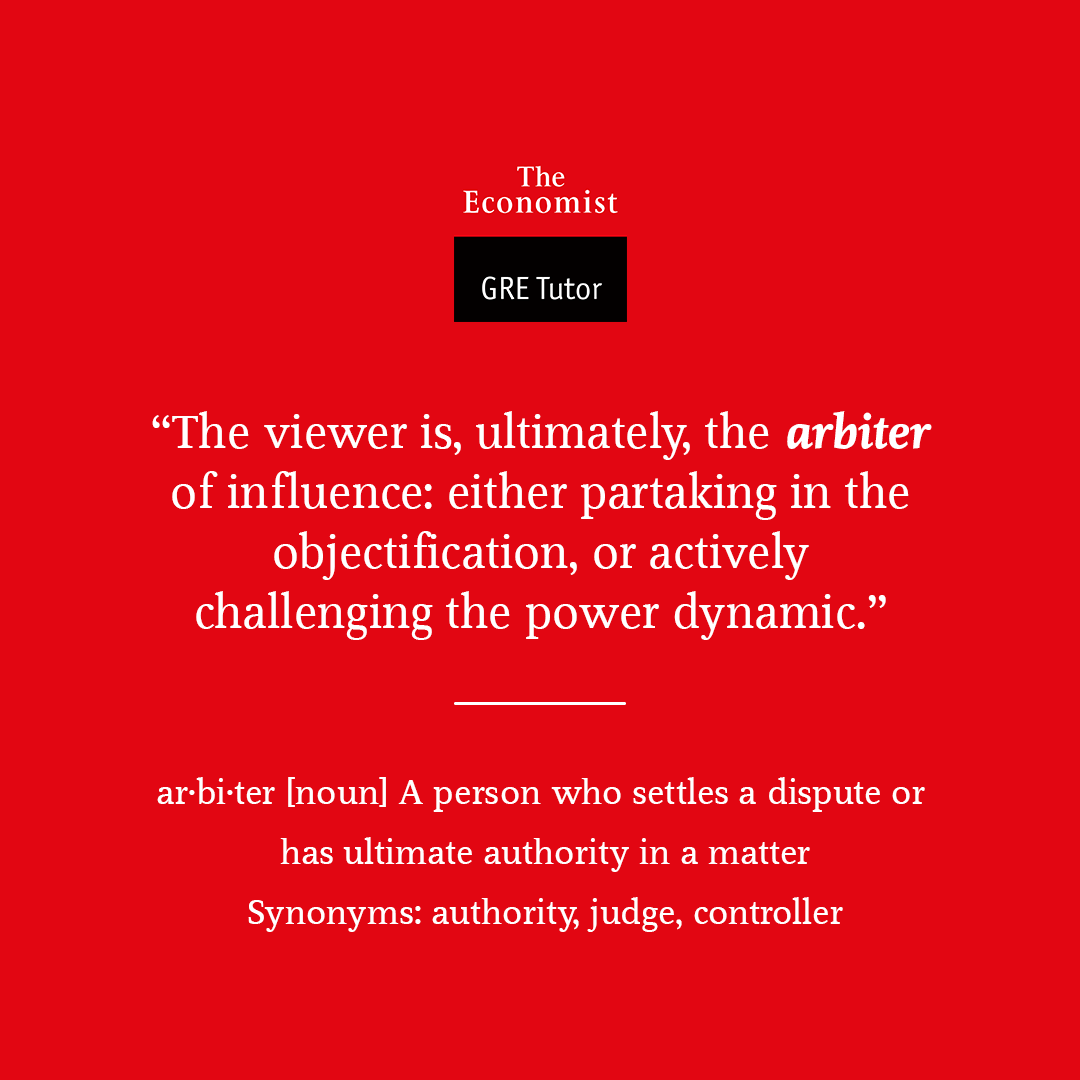 The
Economist
GRE Tutor
“The viewer is, ultimately, the arbiter
of influence: either partaking in the
objectification, or actively
challenging the power dynamic.”
ar·bi·ter [noun] A person who settles a dispute or
has ultimate authority in a matter
Synonyms: authority, judge, controller